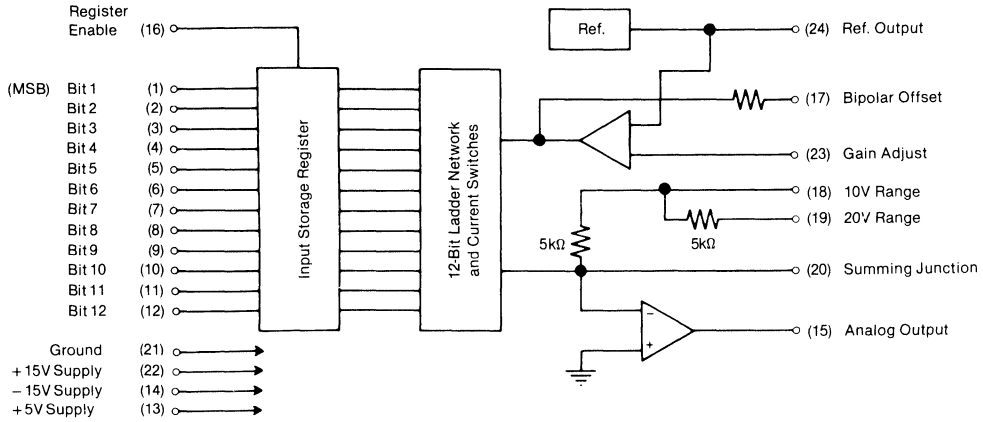 Register
Enable (16)
(MSB) Bit 1 (1)
Bit 2 (2)
Bit 3 (3)
Bit 4 (4)
Bit 5 (5)
Bit 6 (6)
Bit 7 (7)
Bit 8 (8)
Bit 9 (9)
Bit 10 (10)
Bit 11 (11)
Bit 12 (12)
Ground (21)
+15V Supply (22)
−15V Supply (14)
+5V Supply (13)
Input Storage Register
12-Bit Ladder Network
and Current Switches
Ref.
(24) Ref. Output
(17) Bipolar Offset
(23) Gain Adjust
(18) 10V Range
(19) 20V Range
5kΩ
5kΩ
(20) Summing Junction
−
+
(15) Analog Output